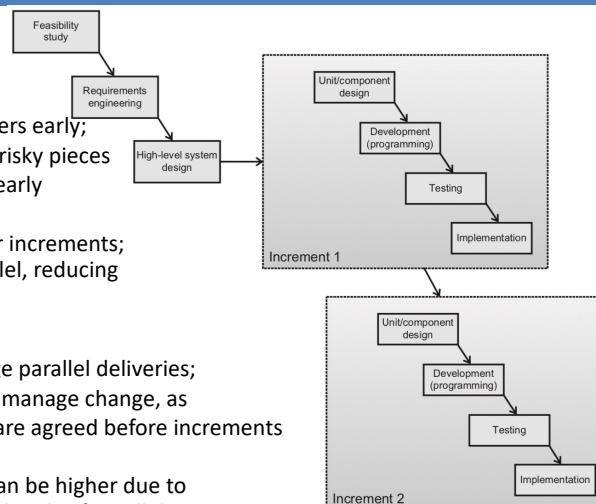 Feasibility
study
Requirements
engineering
High-level system
design
ers early;
risky pieces
early
r increments;
lel, reducing
ge parallel deliveries;
manage change, as
are agreed before increments
can be higher due to
Unit/component
design
Development
(programming)
Testing
Implementation
Increment 1
Unit/component
design
Development
(programming)
Testing
Implementation
Increment 2